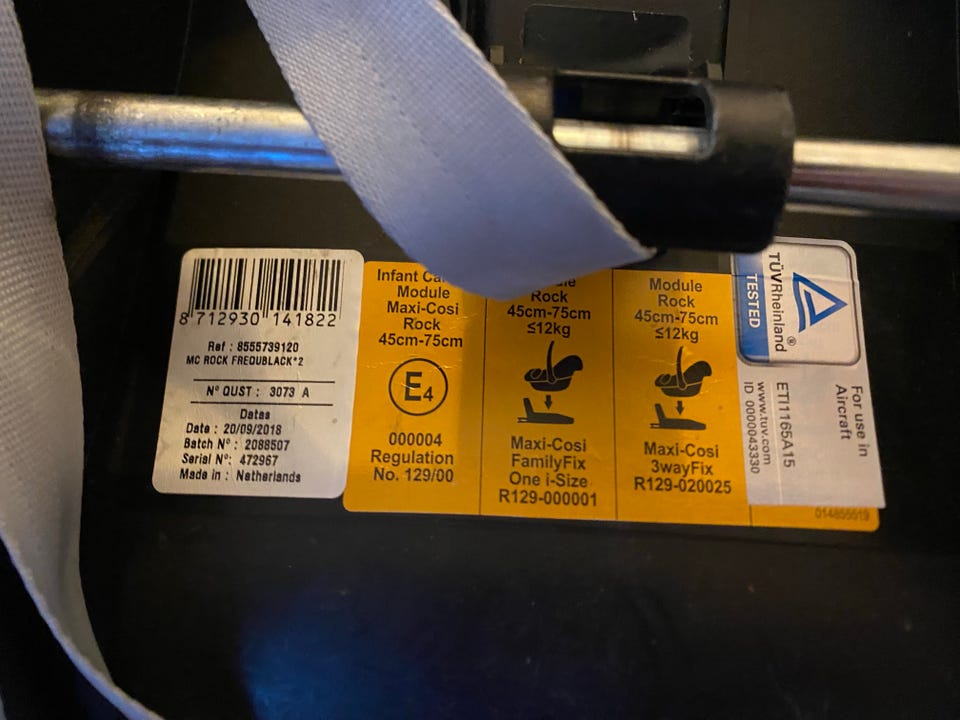 8 712930 141822
Ref : 8555739120
MC ROCK FREQUBLACK*2
N° OUST : 3073 A
Datas
Date : 20/09/2018
Batch N° : 2088507
Serial N° : 472967
Made in : Netherlands
Infant Ca
Module
Maxi-Cosi
Rock
45cm-75cm
E4
000004
Regulation
No. 129/00
Rock
45cm-75cm
≤12kg
Maxi-Cosi
FamilyFix
One i-Size
R129-000001
Module
Rock
45cm-75cm
≤12kg
Maxi-Cosi
3wayFix
R129-020025
TÜVRheinland®
TESTED
For use in
Aircraft
ETI1165A15
www.tuv.com
ID 0000043330